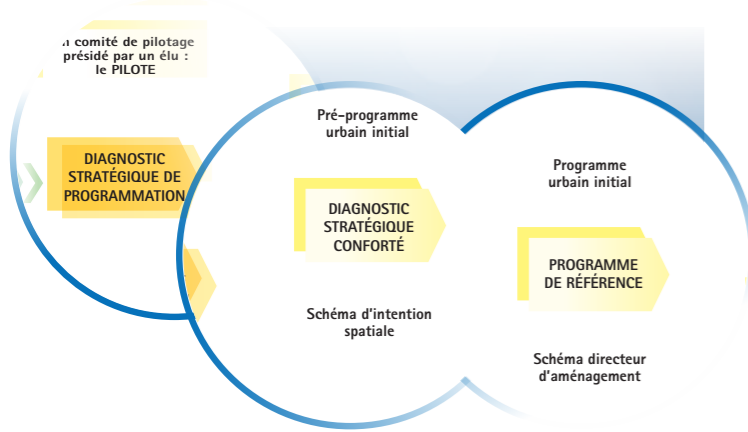 comité de pilotage
présidé par un élu :
le PILOTE
DIAGNOSTIC
STRATÉGIQUE DE
PROGRAMMATION
Pré-programme
urbain initial
DIAGNOSTIC
STRATÉGIQUE
CONFORTÉ
Schéma d'intention
spatiale
Programme
urbain initial
PROGRAMME
DE RÉFÉRENCE
Schéma directeur
d'aménagement